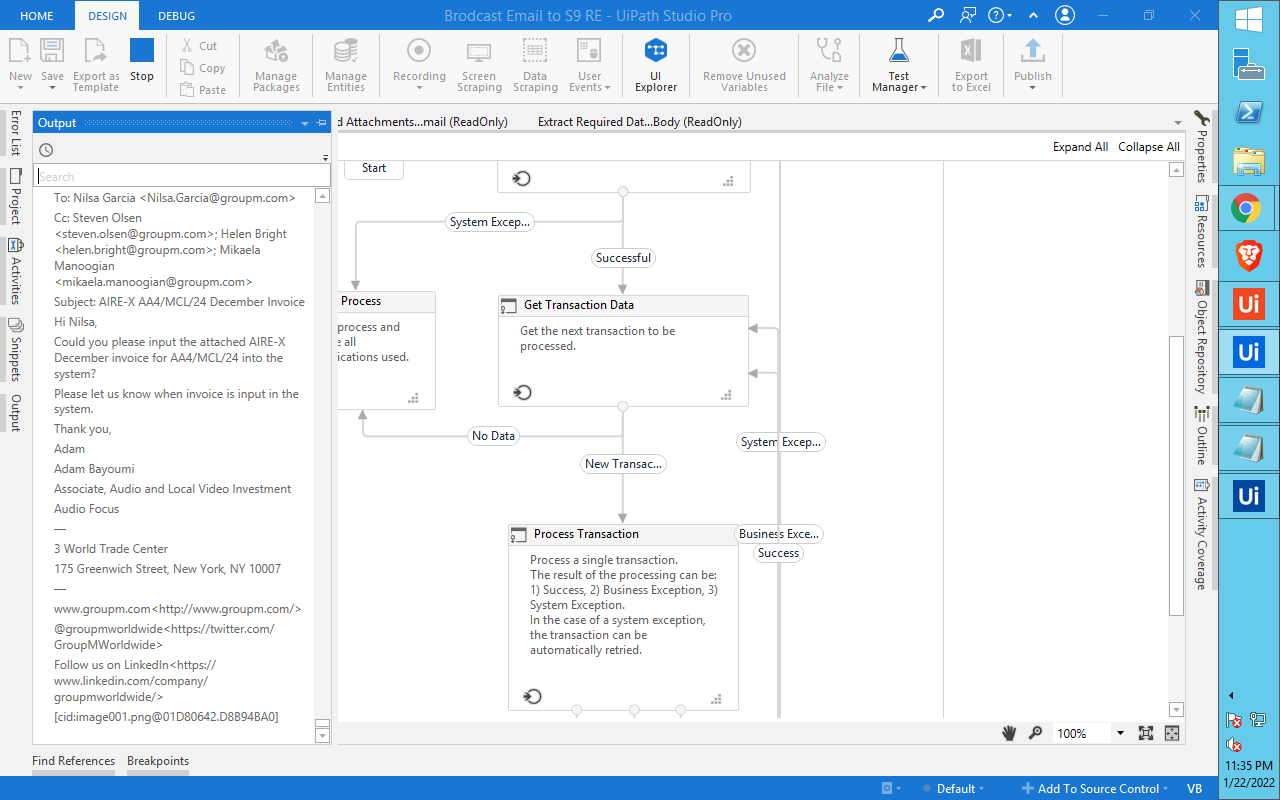 HOME
DESIGN
DEBUG
Brodcast Email to S9 RE - UiPath Studio Pro
New
Save
Export as
Template
Stop
Cut
Copy
Paste
Manage
Packages
Manage
Entities
Recording
Screen
Scraping
Data
Scraping
User
Events
UI
Explorer
Remove Unused
Variables
Analyze
File
Test
Manager
Export
to Excel
Publish
Error List
Project
Activities
Snippets
Output
Output
Search
To: Nilsa Garcia <Nilsa.Garcia@groupm.com>
Cc: Steven Olsen
<steven.olsen@groupm.com>; Helen Bright
<helen.bright@groupm.com>; Mikaela
Manoogian
<mikaela.manoogian@groupm.com>
Subject: AIRE-X AA4/MCL/24 December Invoice
Hi Nilsa,
Could you please input the attached AIRE-X
December invoice for AA4/MCL/24 into the
system?
Please let us know when invoice is input in the
system.
Thank you,
Adam
Adam Bayoumi
Associate, Audio and Local Video Investment
Audio Focus
—
3 World Trade Center
175 Greenwich Street, New York, NY 10007
—
www.groupm.com<http://www.groupm.com/>
@groupmworldwide<https://twitter.com/
GroupMWorldwide>
Follow us on LinkedIn<https://
www.linkedin.com/company/
groupmworldwide/>
[cid:image001.png@01D80642.D8B94BA0]
d Attachments...mail (ReadOnly)
Extract Required Dat...Body (ReadOnly)
Expand All
Collapse All
Start
System Excep...
Successful
Process
process and
e all
ications used.
Get Transaction Data
Get the next transaction to be
processed.
No Data
System Excep...
New Transac...
Process Transaction
Process a single transaction.
The result of the processing can be:
1) Success, 2) Business Exception, 3)
System Exception.
In the case of a system exception,
the transaction can be
automatically retried.
Business Exce...
Success
100%
Properties
Resources
Object Repository
Outline
Activity Coverage
Ui
Ui
Ui
11:35 PM
1/22/2022
Find References
Breakpoints
Default
Add To Source Control
VB